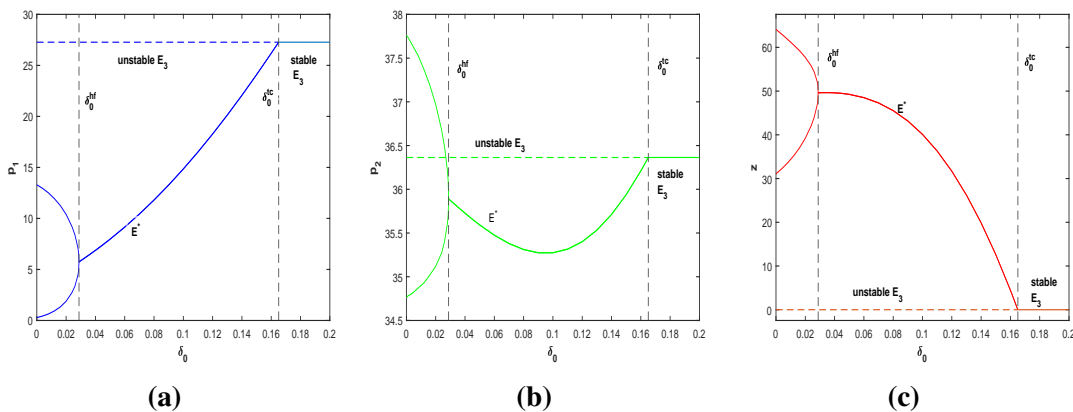 30
25
20
15
10
5
0
p₁
unstable E₃
stable
E₃
δ₀ʰᶠ
δ₀ᵗᶜ
E*
0 0.02 0.04 0.06 0.08 0.1 0.12 0.14 0.16 0.18 0.2
δ₀
(a)
38
37.5
37
36.5
36
35.5
35
34.5
p₂
δ₀ʰᶠ
δ₀ᵗᶜ
unstable E₃
stable
E₃
E*
0 0.02 0.04 0.06 0.08 0.1 0.12 0.14 0.16 0.18 0.2
δ₀
(b)
60
50
40
30
20
10
0
z
δ₀ʰᶠ
δ₀ᵗᶜ
E*
unstable E₃
stable
E₃
0 0.02 0.04 0.06 0.08 0.1 0.12 0.14 0.16 0.18 0.2
δ₀
(c)